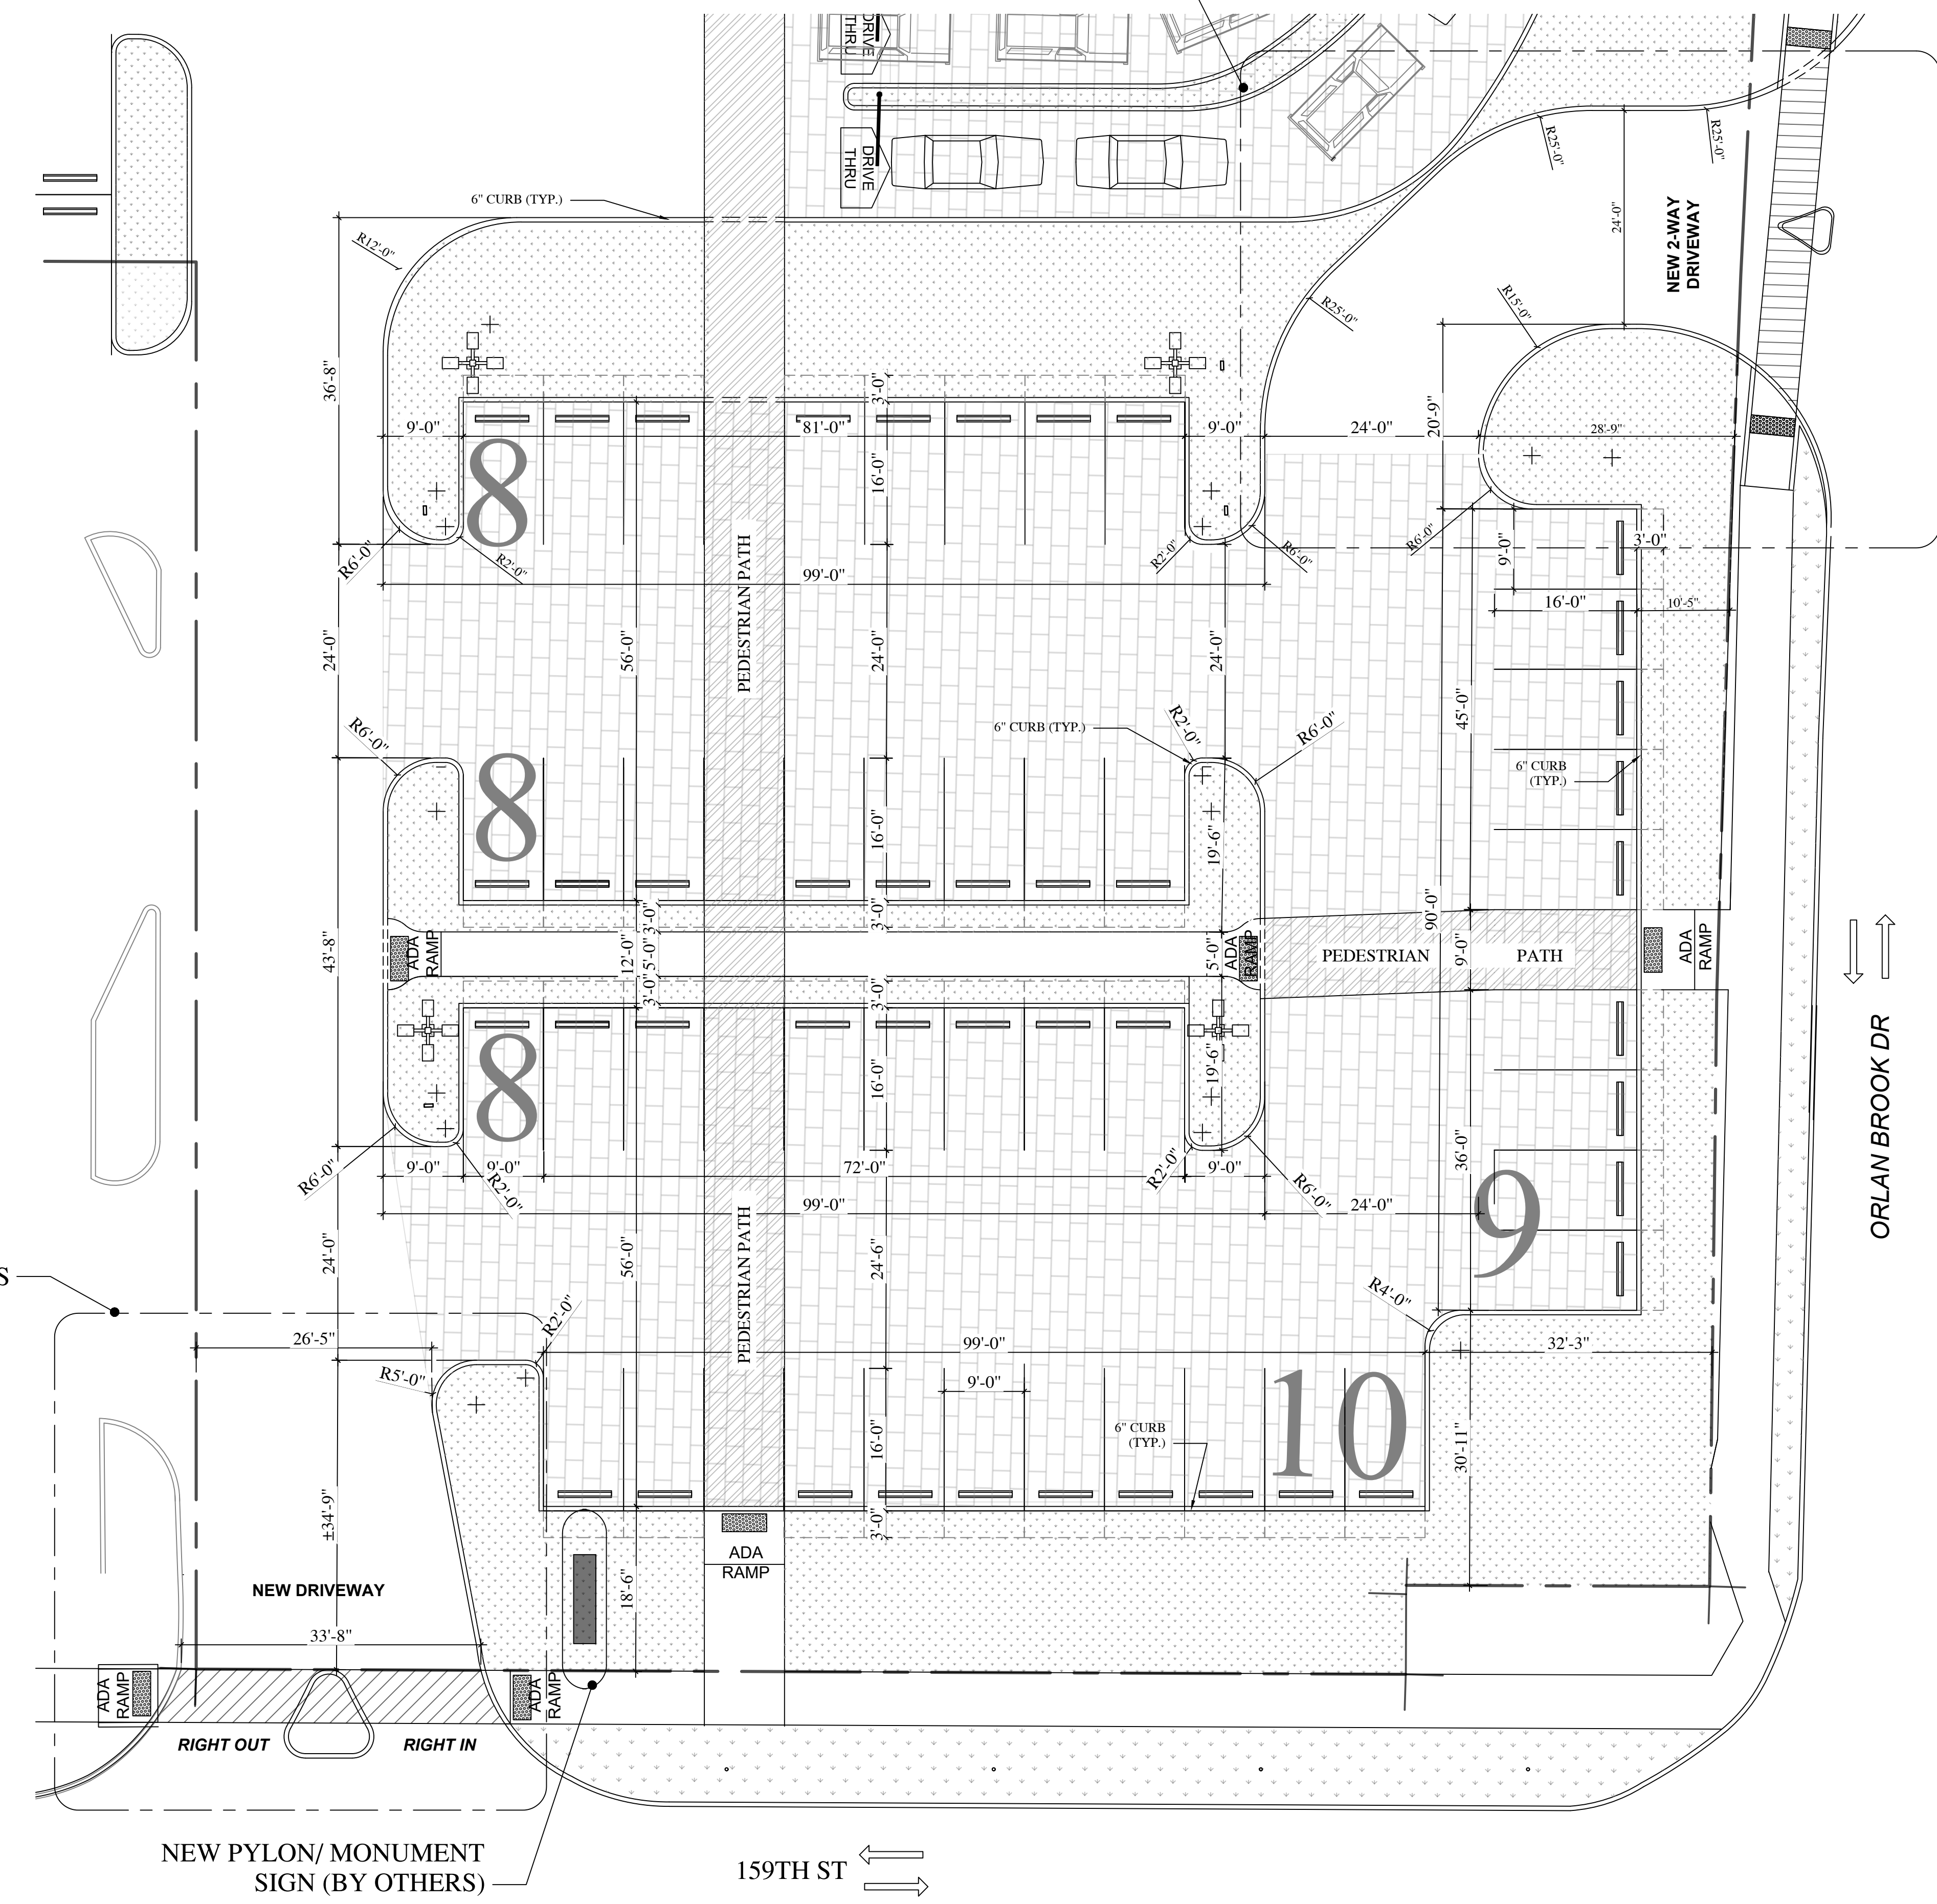 DRIVE
THRU
DRIVE
THRU
6" CURB (TYP.)
R12'-0"
R25'-0"
R25'-0"
24'-0"
NEW 2-WAY
DRIVEWAY
R25'-0"
R15'-0"
36'-8"
3'-0"
9'-0"
81'-0"
9'-0"
24'-0"
20'-9"
28'-9"
8
16'-0"
R6'-0"
R2'-0"
R2'-0"
R6'-0"
R6'-0"
9'-0"
3'-0"
99'-0"
PEDESTRIAN PATH
16'-0"
10'-5"
24'-0"
56'-0"
24'-0"
24'-0"
45'-0"
R6'-0"
6" CURB (TYP.)
R2'-0"
R6'-0"
6" CURB
(TYP.)
8
16'-0"
19'-6"
90'-0"
3'-0"
3'-0"
43'-8"
ADA
RAMP
12'-0"
5'-0"
5'-0"
ADA
RAMP
PEDESTRIAN PATH
9'-0"
ADA
RAMP
3'-0"
3'-0"
8
16'-0"
19'-6"
ORLAN BROOK DR
R6'-0"
9'-0"
9'-0"
R2'-0"
72'-0"
R2'-0"
9'-0"
R6'-0"
36'-0"
99'-0"
24'-0"
9
24'-0"
56'-0"
PEDESTRIAN PATH
24'-6"
S
R2'-0"
R4'-0"
26'-5"
99'-0"
32'-3"
R5'-0"
9'-0"
10
16'-0"
6" CURB
(TYP.)
30'-11"
±34'-9"
3'-0"
ADA
RAMP
NEW DRIVEWAY
18'-6"
33'-8"
ADA
RAMP
ADA
RAMP
RIGHT OUT
RIGHT IN
NEW PYLON/ MONUMENT
SIGN (BY OTHERS)
159TH ST